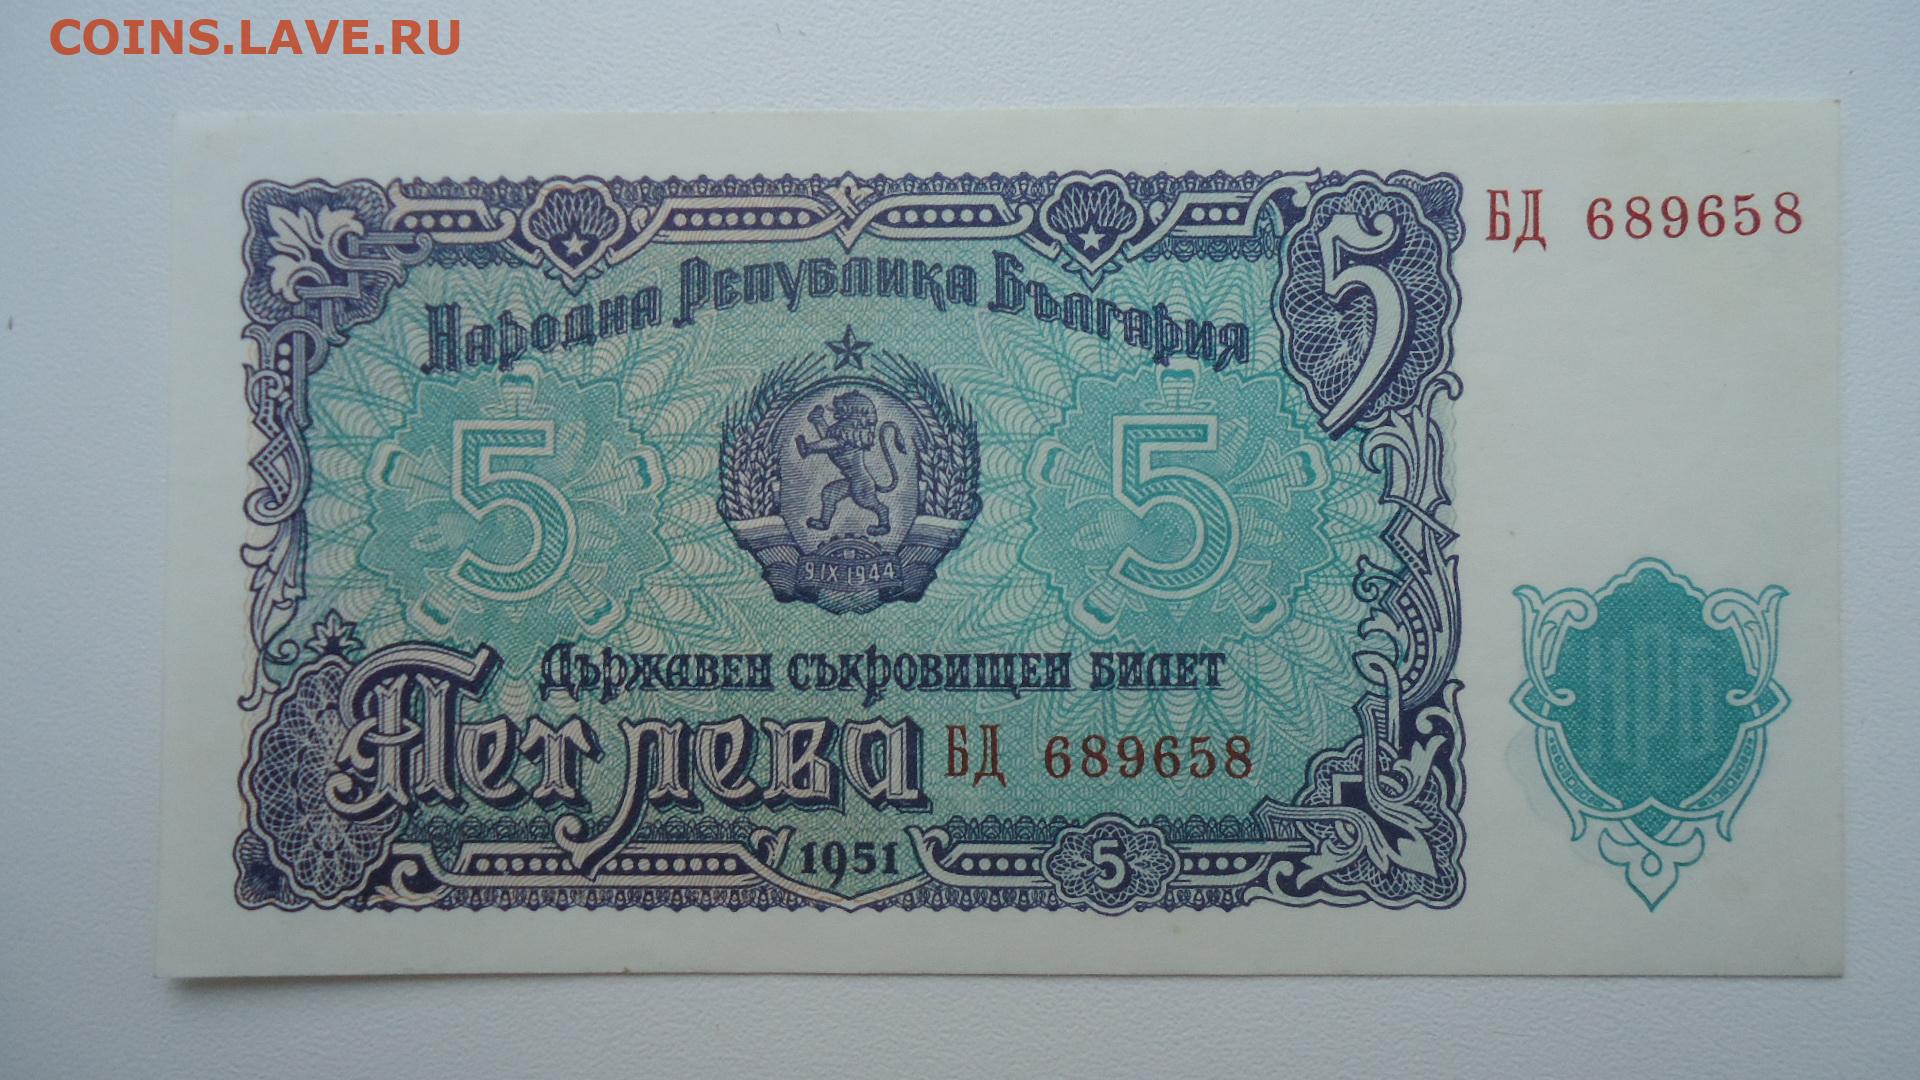 COINS.LAVE.RU
БД 689658
5
Народна Република България
5
5
9 IX 1944
НРБ
Държавен съкровищен билет
Пет лева
БД 689658
1951
5